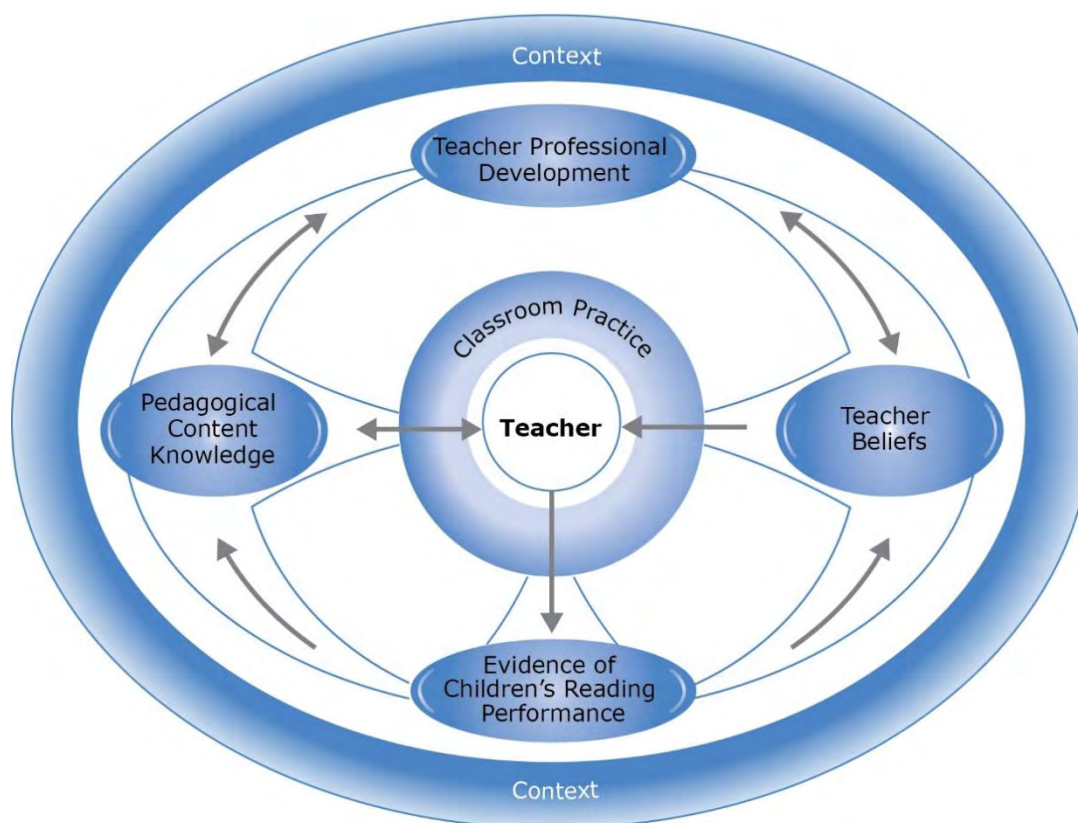 Context
Teacher Professional
Development
Classroom Practice
Pedagogical
Content
Knowledge
Teacher
Teacher
Beliefs
Evidence of
Children’s Reading
Performance
Context